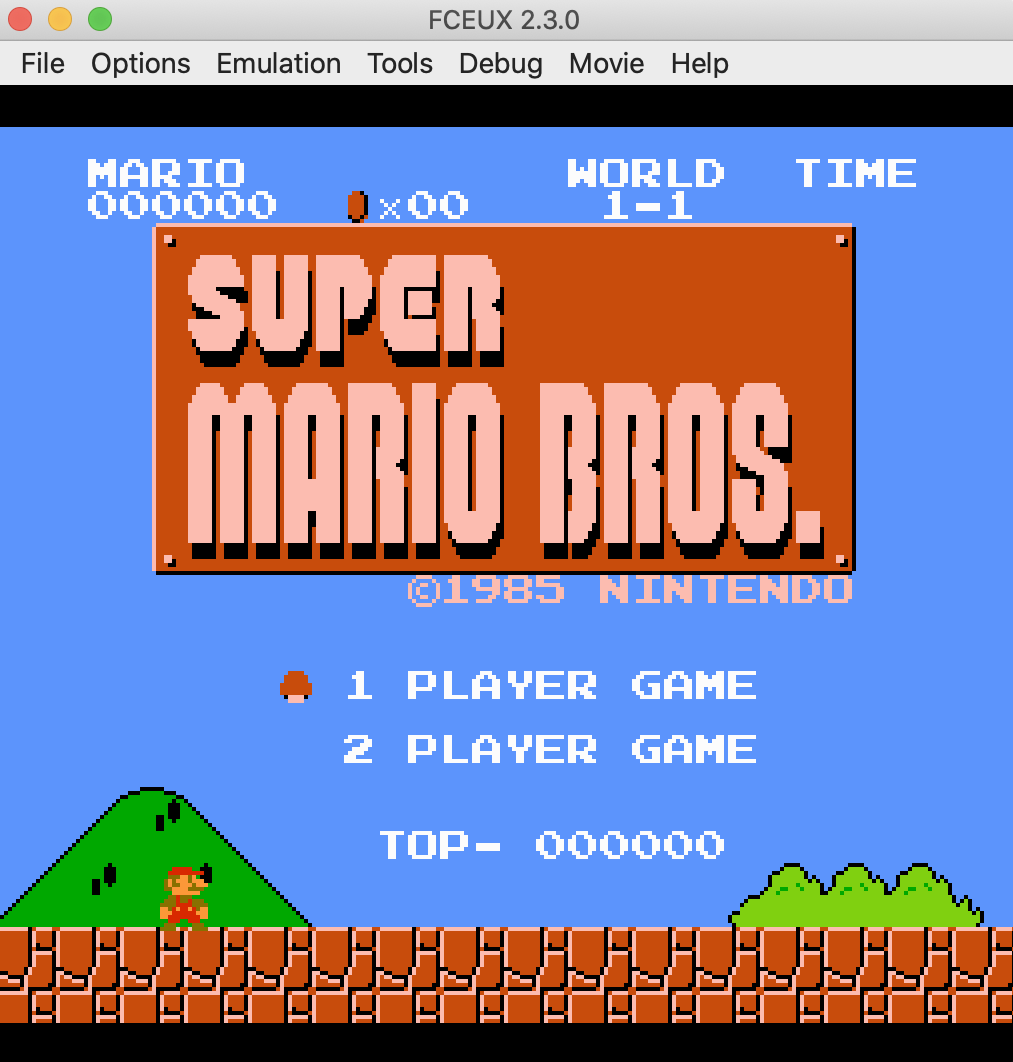 FCEUX 2.3.0
File Options Emulation Tools Debug Movie Help
MARIO WORLD TIME
000000 x00 1-1
SUPER
MARIO BROS.
©1985 NINTENDO
1 PLAYER GAME
2 PLAYER GAME
TOP- 000000